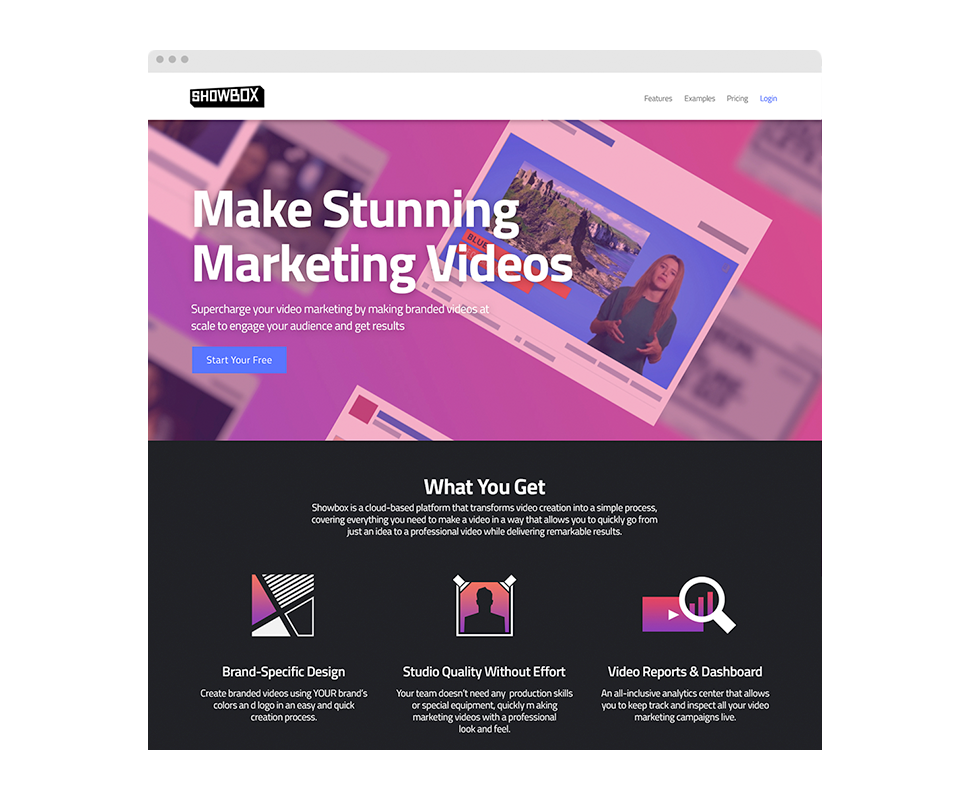 SHOWBOX
Features Examples Pricing Login
Make Stunning
Marketing Videos
BLUE
Supercharge your video marketing by making branded videos at
scale to engage your audience and get results
Start Your Free
What You Get
Showbox is a cloud-based platform that transforms video creation into a simple process,
covering everything you need to make a video in a way that allows you to quickly go from
just an idea to a professional video while delivering remarkable results.
Brand-Specific Design
Create branded videos using YOUR brand's
colors an d logo in an easy and quick
creation process.
Studio Quality Without Effort
Your team doesn't need any  production skills
or special equipment, quickly m aking
marketing videos with a professional
look and feel.
Video Reports & Dashboard
An all-inclusive analytics center that allows
you to keep track and inspect all your video
marketing campaigns live.